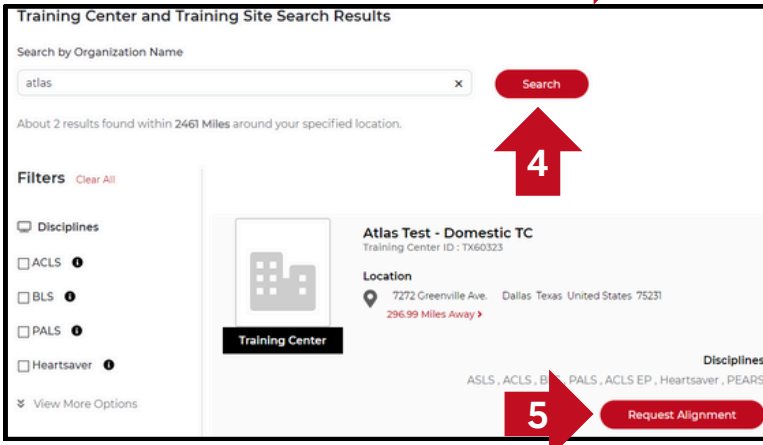 Training Center and Training Site Search Results
Search by Organization Name
atlas x Search
About 2 results found within 2461 Miles around your specified location.
4
Filters Clear All
Disciplines
ACLS
BLS
PALS
Heartsaver
View More Options
Training Center
Atlas Test - Domestic TC
Training Center ID : TX60323
Location
7272 Greenville Ave. Dallas Texas United States 75231
296.99 Miles Away >
Disciplines
ASLS , ACLS , , PALS , ACLS EP , Heartsaver , PEARS
5 Request Alignment